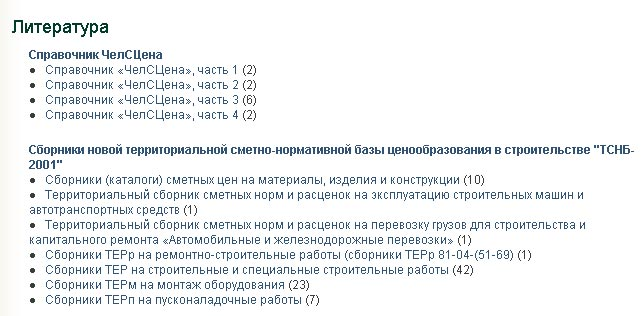 Литература
Справочник ЧелСЦена
● Справочник «ЧелСЦена», часть 1 (2)
● Справочник «ЧелСЦена», часть 2 (2)
● Справочник «ЧелСЦена», часть 3 (6)
● Справочник «ЧелСЦена», часть 4 (2)
Сборники новой территориальной сметно-нормативной базы ценообразования в строительстве "ТСНБ-
2001"
● Сборники (каталоги) сметных цен на материалы, изделия и конструкции (10)
● Территориальный сборник сметных норм и расценок на эксплуатацию строительных машин и
автотранспортных средств (1)
● Территориальный сборник сметных норм и расценок на перевозку грузов для строительства и
капитального ремонта «Автомобильные и железнодорожные перевозки» (1)
● Сборники ТЕРр на ремонтно-строительные работы (сборники ТЕРр 81-04-(51-69) (1)
● Сборники ТЕР на строительные и специальные строительные работы (42)
● Сборники ТЕРм на монтаж оборудования (23)
● Сборники ТЕРп на пусконаладочные работы (7)